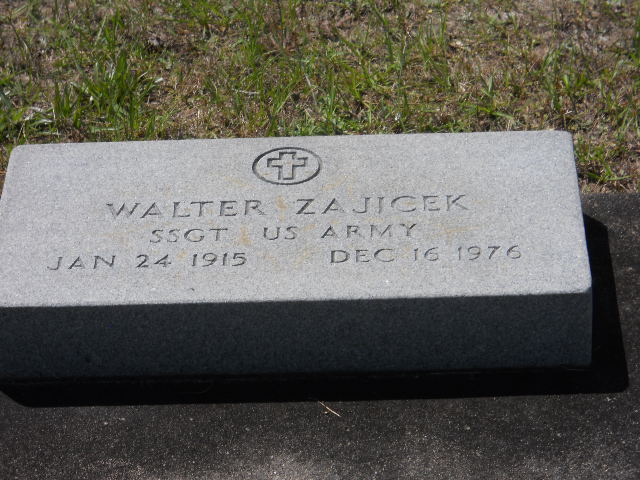 WALTER ZAJICEK
SSGT US ARMY
JAN 24 1915 DEC 16 1976